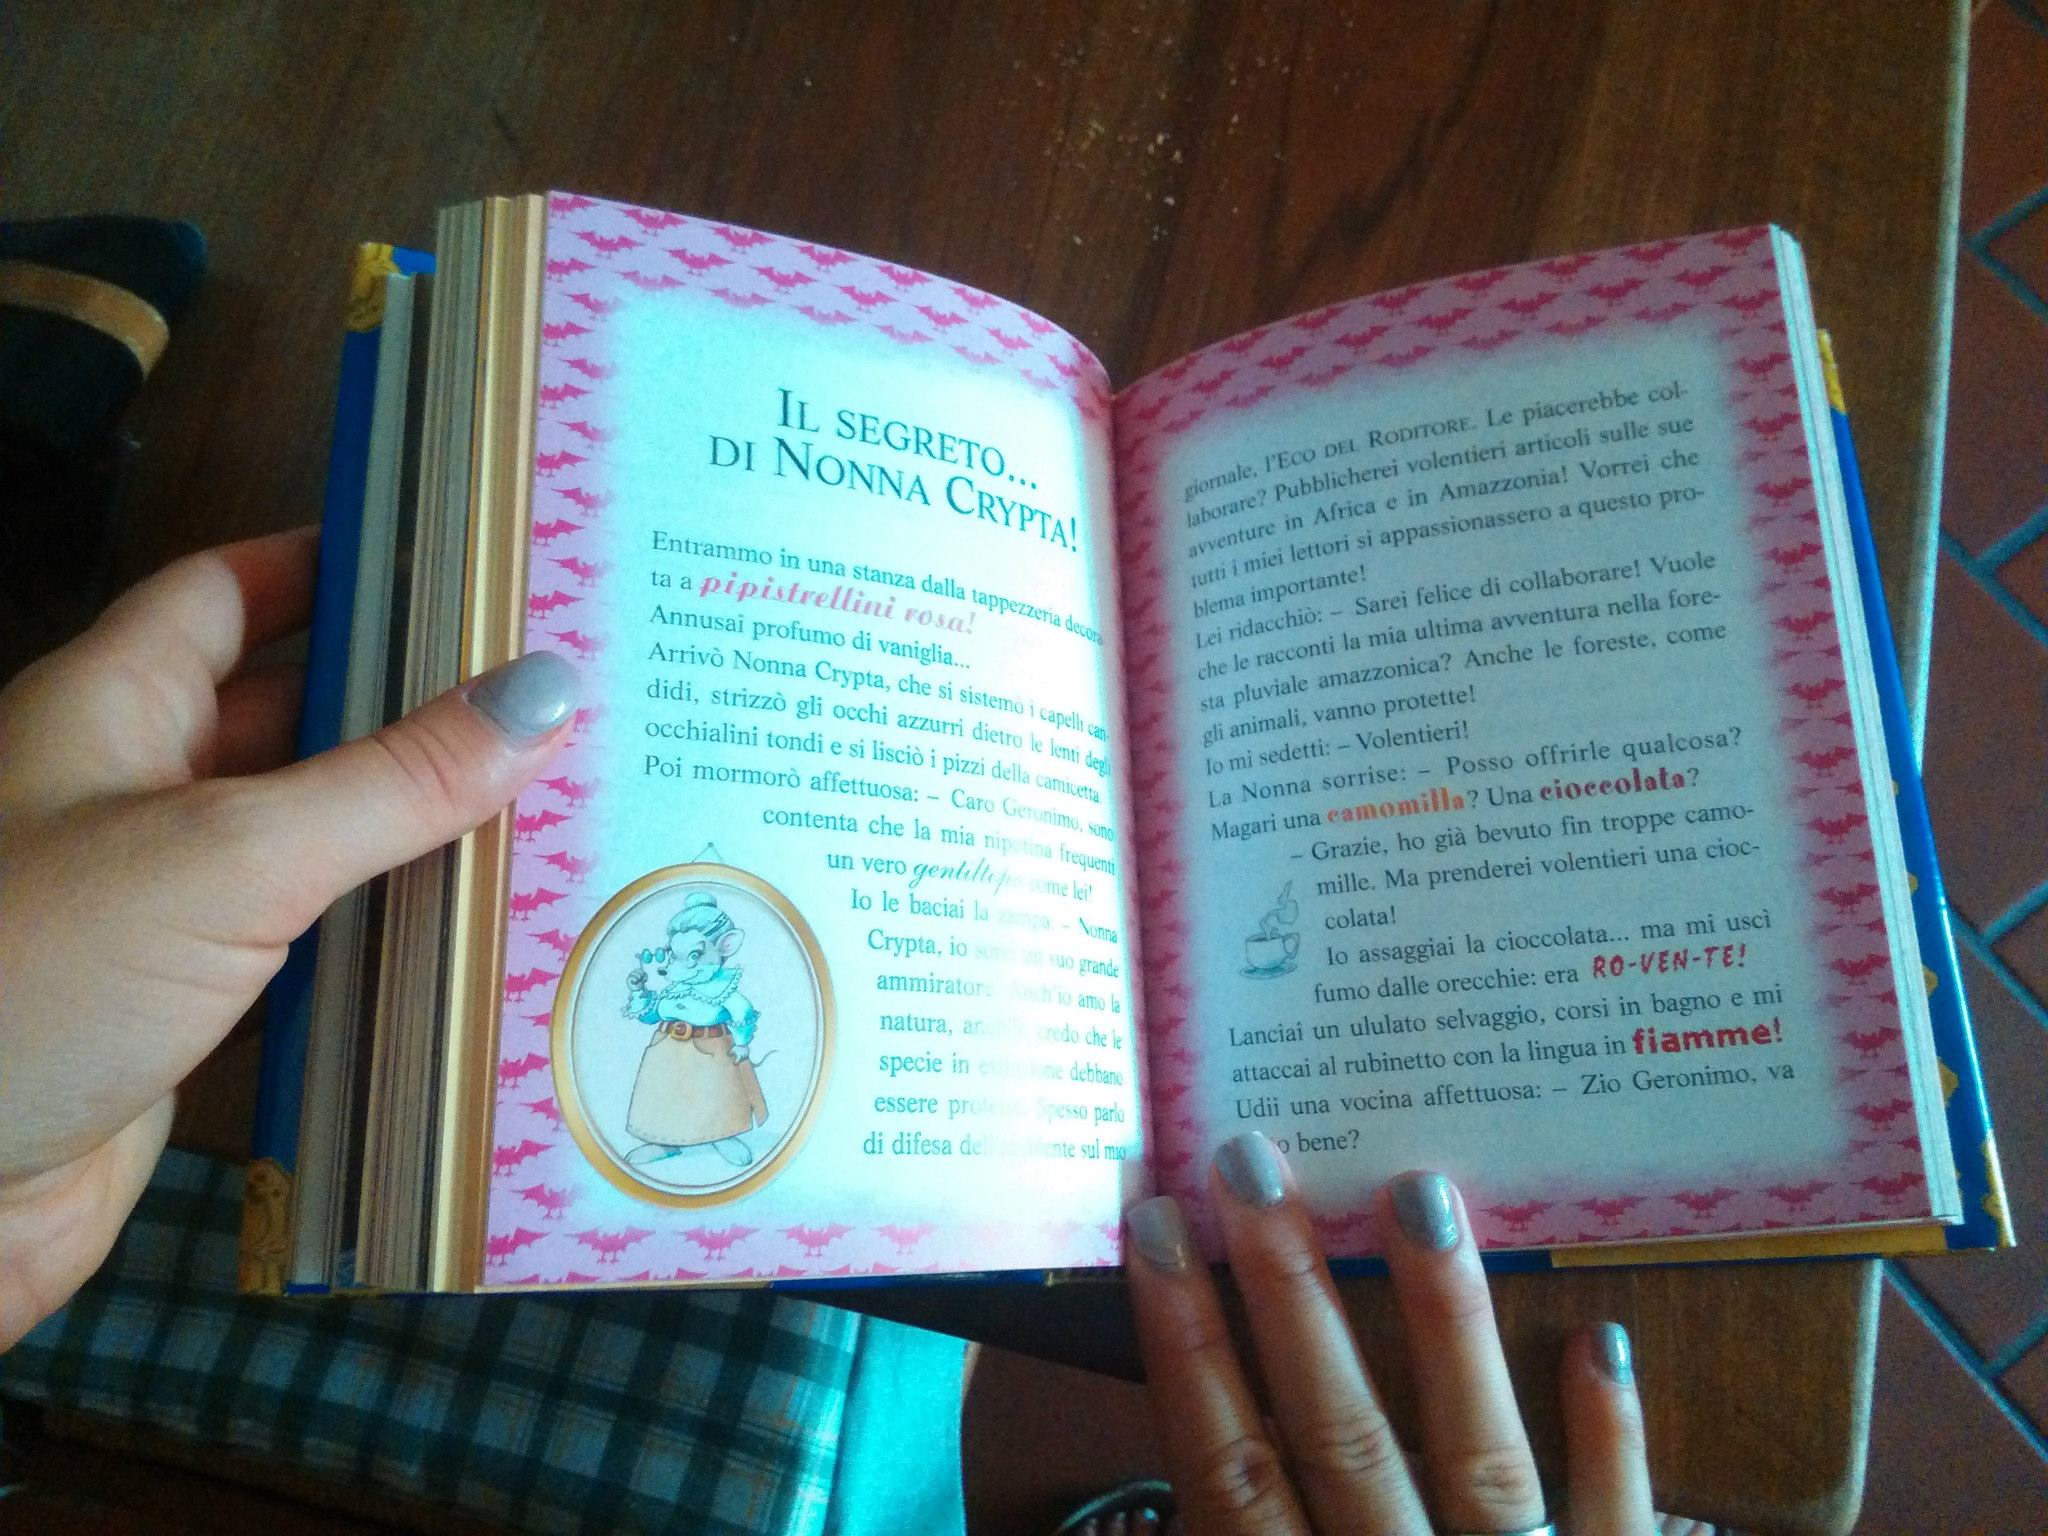 IL SEGRETO...
DI NONNA CRYPTA!
Entrammo in una stanza dalla tappezzeria decora-
ta a pipistrellini rosa!
Annusai profumo di vaniglia...
Arrivò Nonna Crypta, che si sistemò i capelli can-
didi, strizzò gli occhi azzurri dietro le lenti degli
occhialini tondi e si lisciò i pizzi della camicetta.
Poi mormorò affettuosa: – Caro Geronimo, sono
contenta che la mia nipotina frequenti
un vero gentiltopo come lei!
Io le baciai la zampa: – Nonna
Crypta, io sono un suo grande
ammiratore. Anch'io amo la
natura, anch'io credo che le
specie in estinzione debbano
essere protette. Spesso parlo
di difesa dell'ambiente sul mio
giornale, l'ECO DEL RODITORE. Le piacerebbe col-
laborare? Pubblicherei volentieri articoli sulle sue
avventure in Africa e in Amazzonia! Vorrei che
tutti i miei lettori si appassionassero a questo pro-
blema importante!
Lei ridacchiò: – Sarei felice di collaborare! Vuole
che le racconti la mia ultima avventura nella fore-
sta pluviale amazzonica? Anche le foreste, come
gli animali, vanno protette!
Io mi sedetti: – Volentieri!
La Nonna sorrise: – Posso offrirle qualcosa?
Magari una camomilla? Una cioccolata?
– Grazie, ho già bevuto fin troppe camo-
mille. Ma prenderei volentieri una cioc-
colata!
Io assaggiai la cioccolata... ma mi uscì
fumo dalle orecchie: era RO-VEN-TE!
Lanciai un ululato selvaggio, corsi in bagno e mi
attaccai al rubinetto con la lingua in fiamme!
Udii una vocina affettuosa: – Zio Geronimo, va
bene?